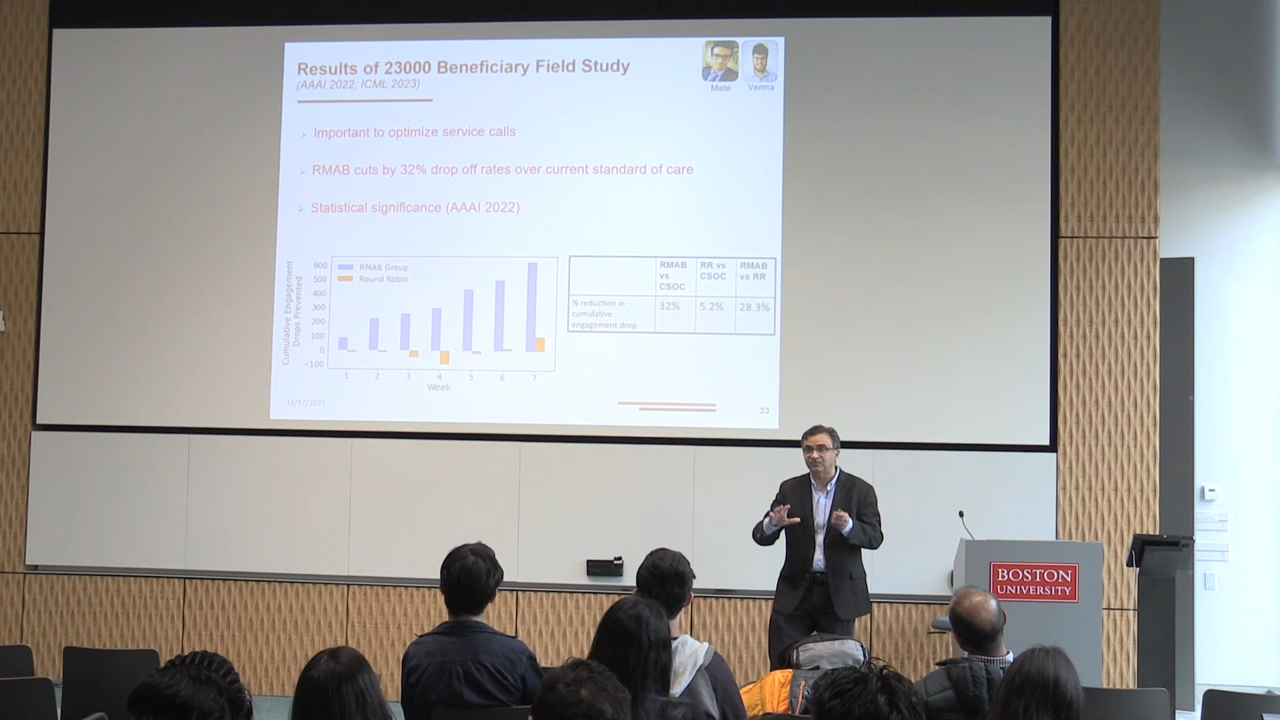 Results of 23000 Beneficiary Field Study
(AAAI 2022, ICML 2023)
Mate Verma
Important to optimize service calls
RMAB cuts by 32% drop off rates over current standard of care
Statistical significance (AAAI 2022)
Cumulative Engagement
Drops Prevented
600
500
400
300
200
100
0
−100
RMAB Group
Round Robin
1 2 3 4 5 6 7
Week
RMAB vs CSOC
RR vs CSOC
RMAB vs RR
% reduction in
cumulative
engagement drop
32% 5.2% 28.3%
11/17/2023
23
BOSTON
UNIVERSITY